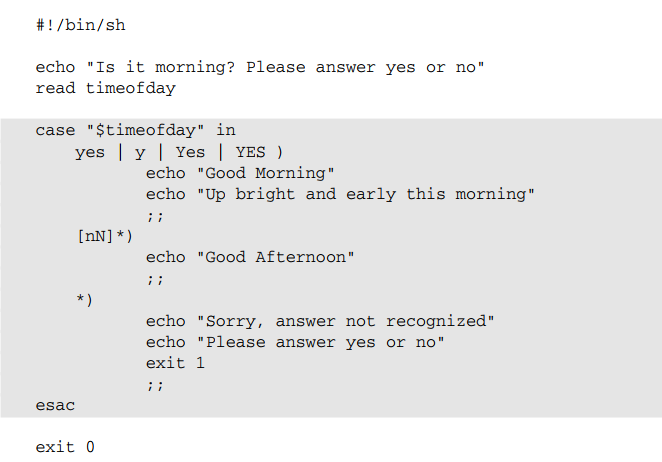 #!/bin/sh
echo "Is it morning? Please answer yes or no"
read timeofday
case "$timeofday" in
yes | y | Yes | YES )
echo "Good Morning"
echo "Up bright and early this morning"
;;
[nN]*)
echo "Good Afternoon"
;;
*)
echo "Sorry, answer not recognized"
echo "Please answer yes or no"
exit 1
;;
esac
exit 0